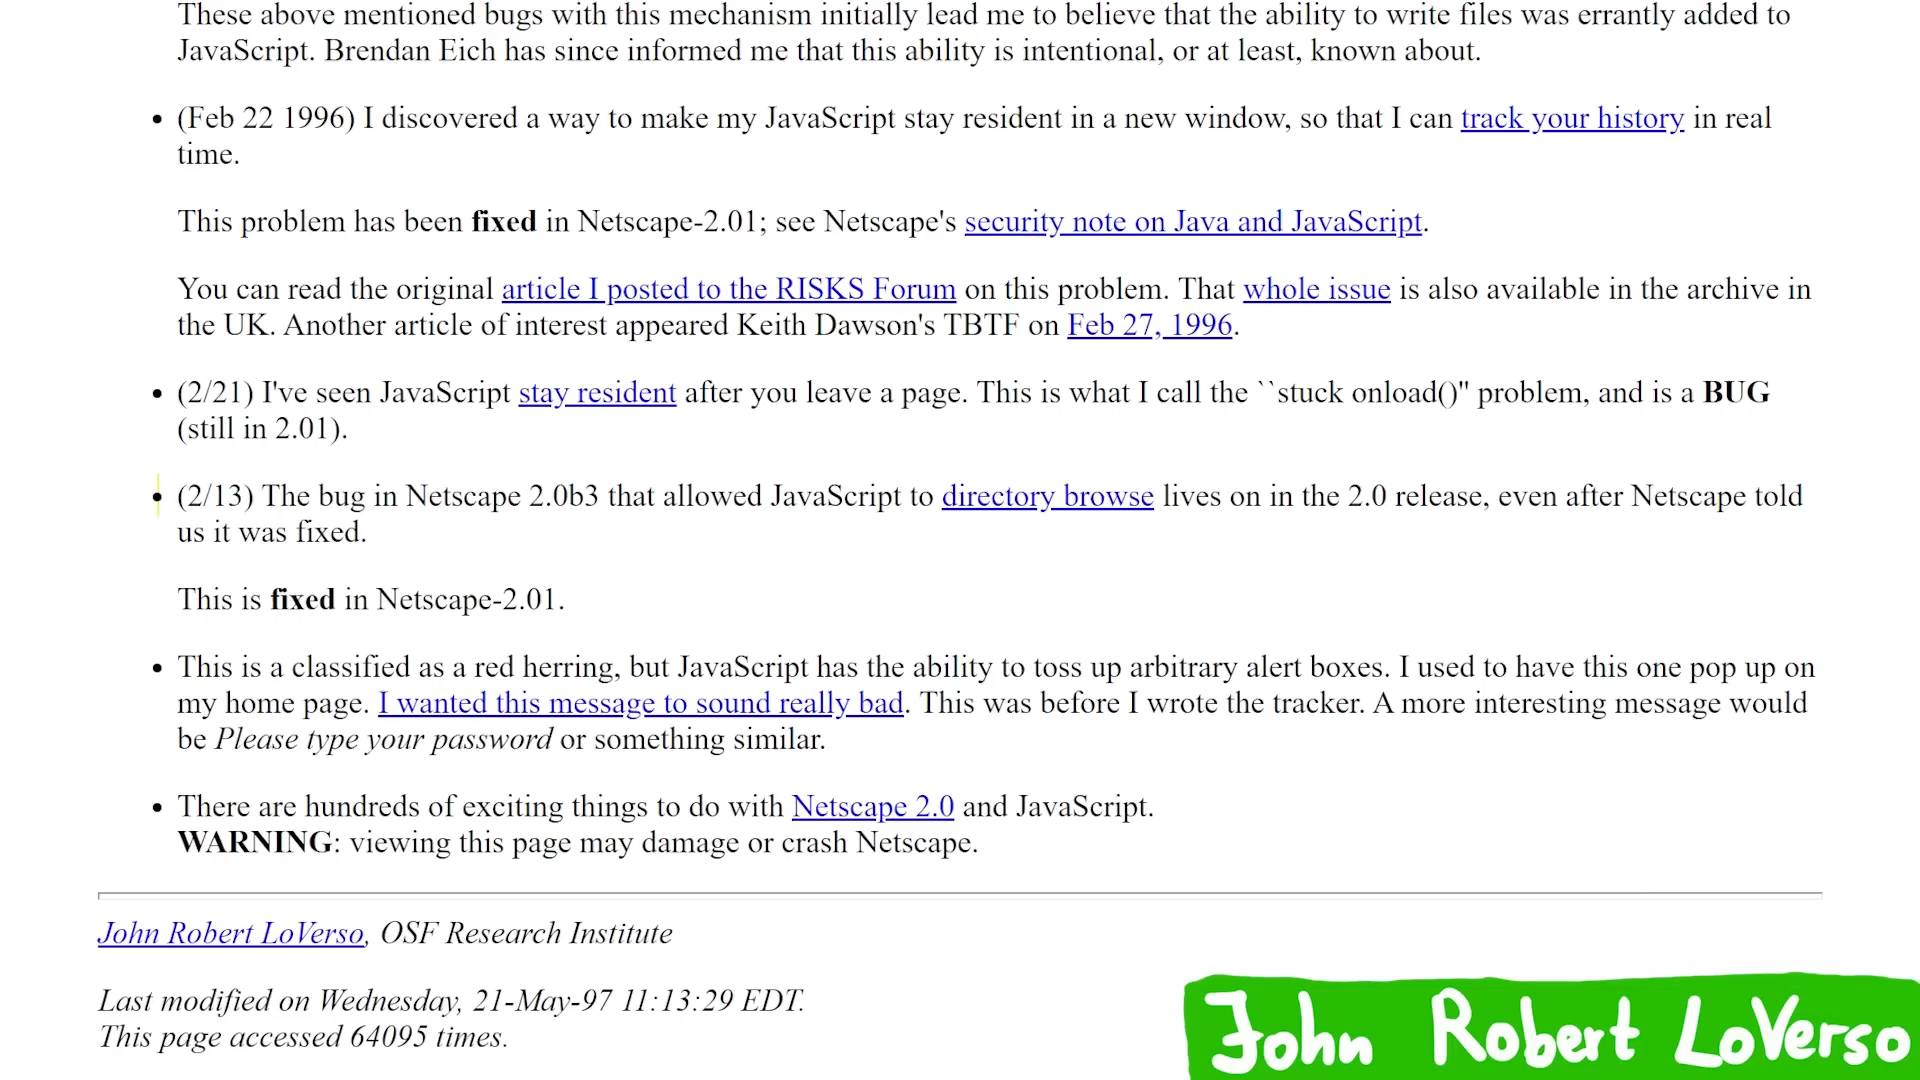 These above mentioned bugs with this mechanism initially lead me to believe that the ability to write files was errantly added to
JavaScript. Brendan Eich has since informed me that this ability is intentional, or at least, known about.
• (Feb 22 1996) I discovered a way to make my JavaScript stay resident in a new window, so that I can track your history in real
time.
This problem has been fixed in Netscape-2.01; see Netscape's security note on Java and JavaScript.
You can read the original article I posted to the RISKS Forum on this problem. That whole issue is also available in the archive in
the UK. Another article of interest appeared Keith Dawson's TBTF on Feb 27, 1996.
• (2/21) I've seen JavaScript stay resident after you leave a page. This is what I call the ``stuck onload()" problem, and is a BUG
(still in 2.01).
• (2/13) The bug in Netscape 2.0b3 that allowed JavaScript to directory browse lives on in the 2.0 release, even after Netscape told
us it was fixed.
This is fixed in Netscape-2.01.
• This is a classified as a red herring, but JavaScript has the ability to toss up arbitrary alert boxes. I used to have this one pop up on
my home page. I wanted this message to sound really bad. This was before I wrote the tracker. A more interesting message would
be Please type your password or something similar.
• There are hundreds of exciting things to do with Netscape 2.0 and JavaScript.
WARNING: viewing this page may damage or crash Netscape.
John Robert LoVerso, OSF Research Institute
Last modified on Wednesday, 21-May-97 11:13:29 EDT.
This page accessed 64095 times.
John Robert LoVerso